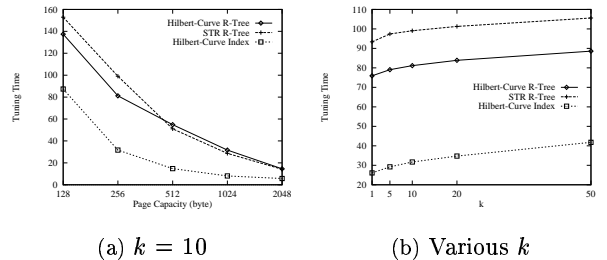 160
140
120
100
80
60
40
20
0
Tuning Time
128
256
512
1024
2048
Page Capacity (byte)
Hilbert-Curve R-Tree
STR R-Tree
Hilbert-Curve Index
(a) k = 10
110
100
90
80
70
60
50
40
30
20
Tuning Time
1
5
10
20
50
k
Hilbert-Curve R-Tree
STR R-Tree
Hilbert-Curve Index
(b) Various k